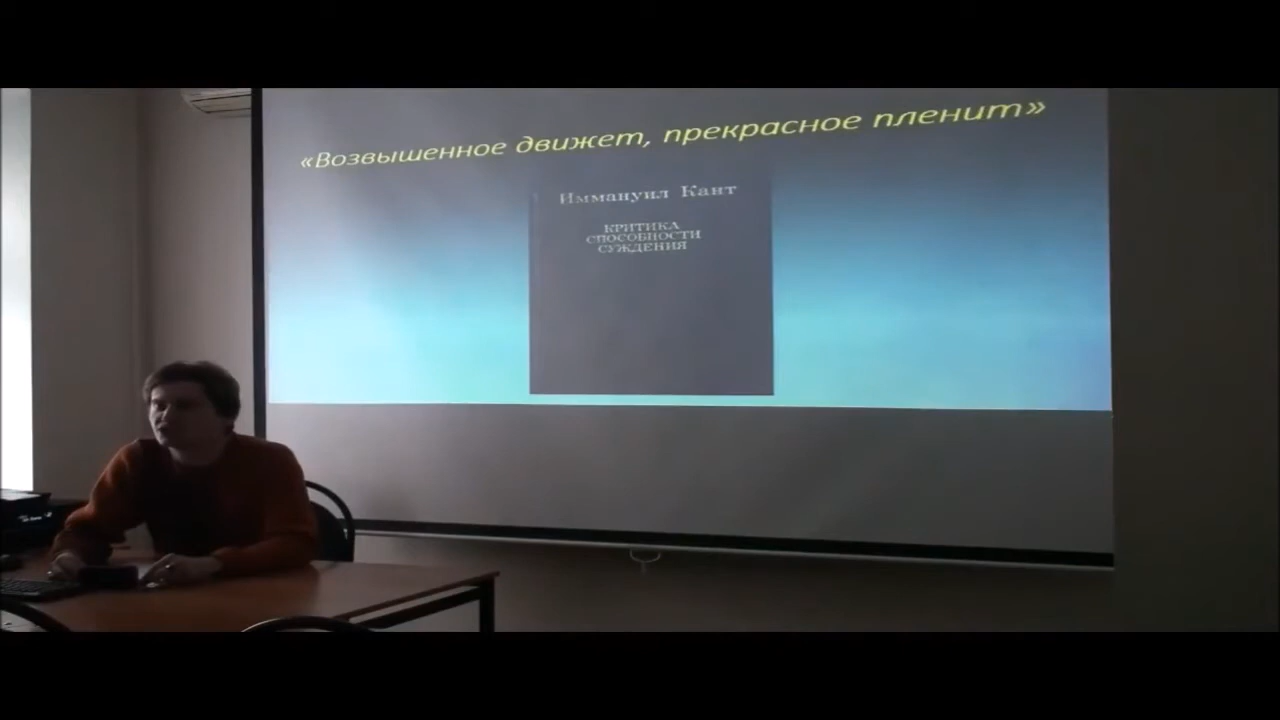 «Возвышенное движет, прекрасное пленит»
Иммануил Кант
КРИТИКА
СПОСОБНОСТИ
СУЖДЕНИЯ